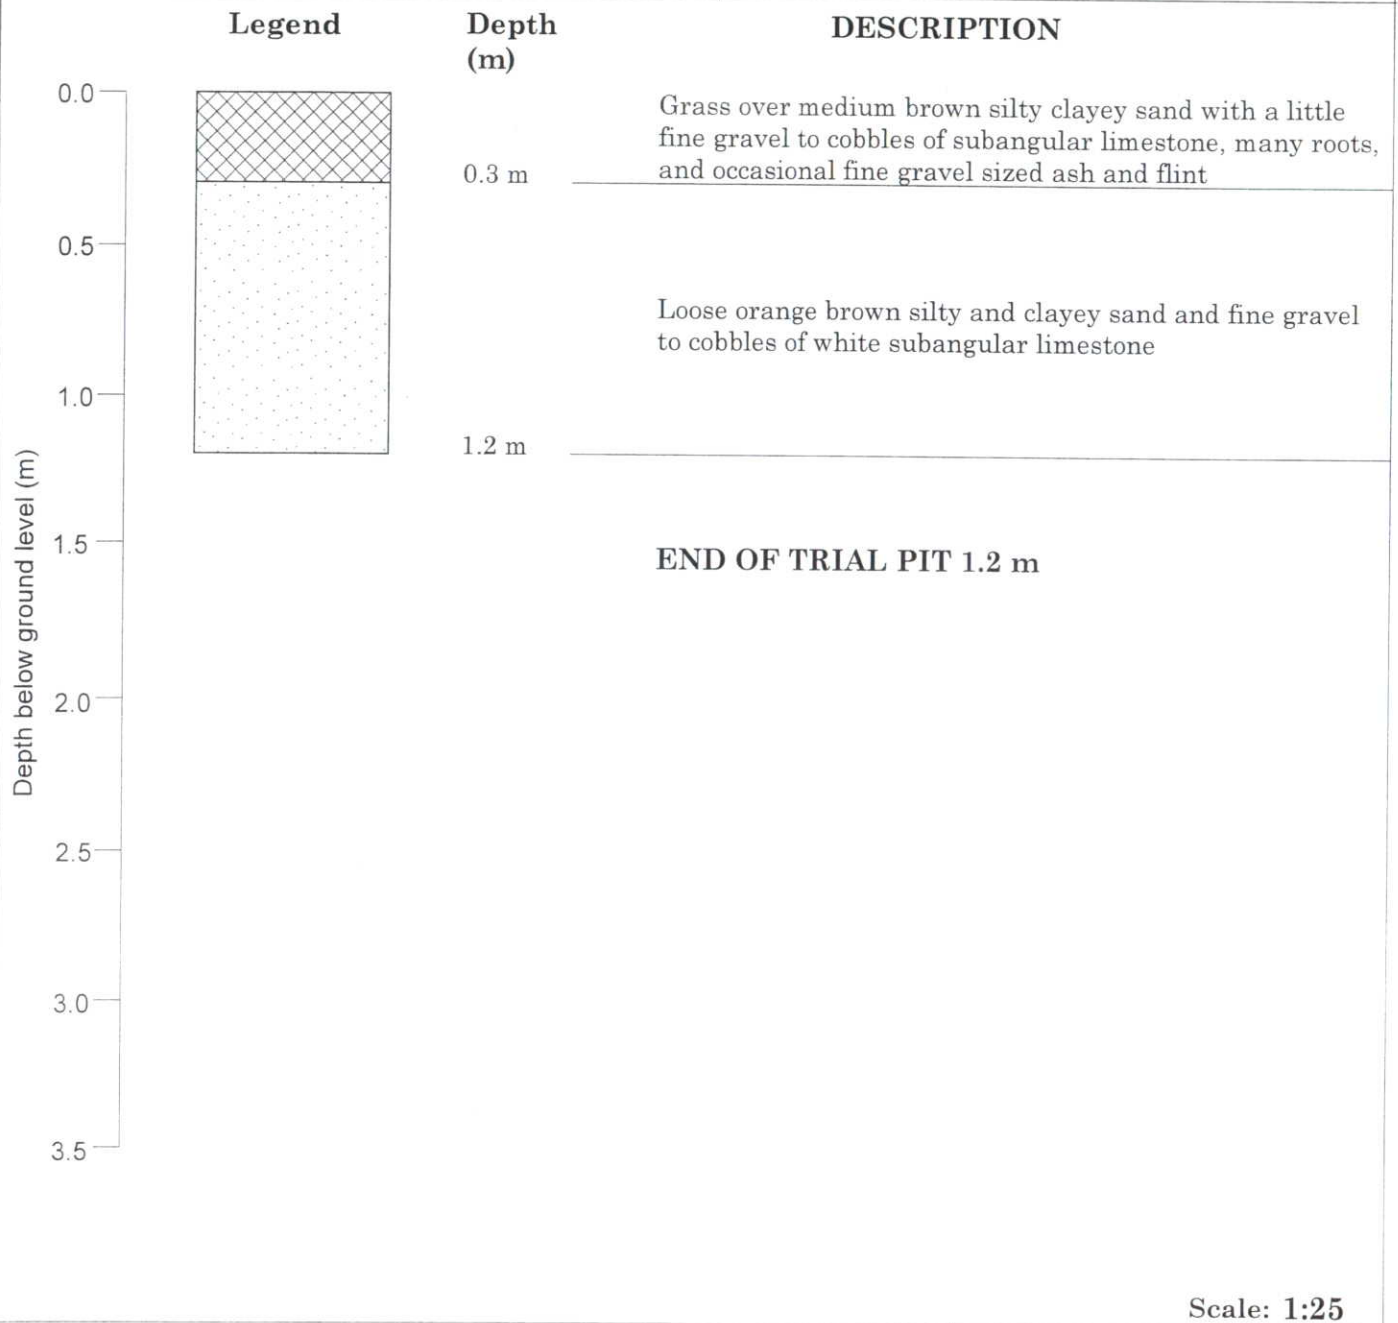 Legend
Depth
(m)
DESCRIPTION
0.0
Grass over medium brown silty clayey sand with a little
fine gravel to cobbles of subangular limestone, many roots,
0.3 m
and occasional fine gravel sized ash and flint
0.5
Loose orange brown silty and clayey sand and fine gravel
to cobbles of white subangular limestone
1.0
1.2 m
Depth below ground level (m)
1.5
END OF TRIAL PIT 1.2 m
2.0
2.5
3.0
3.5
Scale: 1:25